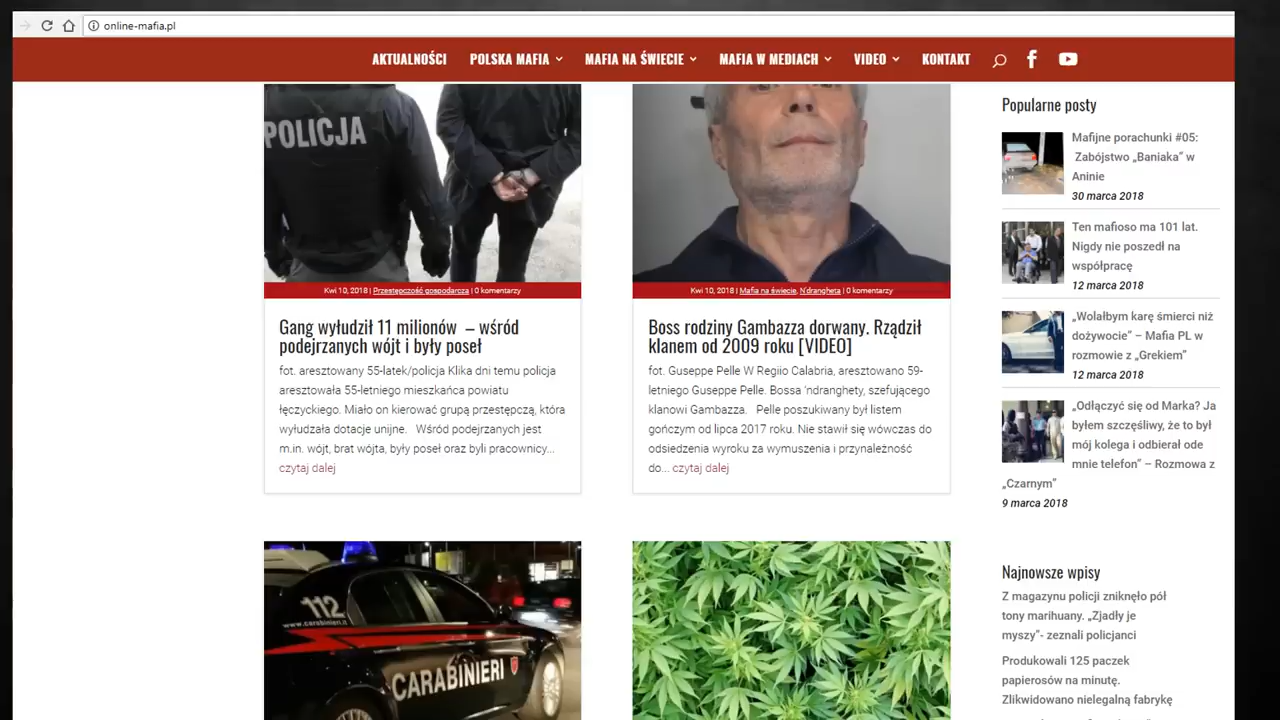 online-mafia.pl
AKTUALNOŚCI POLSKA MAFIA MAFIA NA ŚWIECIE MAFIA W MEDIACH VIDEO KONTAKT
POLICJA
Kwi 10, 2018 | Przestępczość gospodarcza | 0 komentarzy
Gang wyłudził 11 milionów – wśród
podejrzanych wójt i były poseł
fot. aresztowany 55-latek/policja Klika dni temu policja
aresztowała 55-letniego mieszkańca powiatu
łęczyckiego. Miało on kierować grupą przestępczą, która
wyłudzała dotacje unijne. Wśród podejrzanych jest
m.in. wójt, brat wójta, były poseł oraz byli pracownicy...
czytaj dalej
Kwi 10, 2018 | Mafia na świecie, N'drangheta | 0 komentarzy
Boss rodziny Gambazza dorwany. Rządził
klanem od 2009 roku [VIDEO]
fot. Guseppe Pelle W Regiio Calabria, aresztowano 59-
letniego Guseppe Pelle. Bossa 'ndranghety, szefującego
klanowi Gambazza. Pelle poszukiwany był listem
gończym od lipca 2017 roku. Nie stawił się wówczas do
odsiedzenia wyroku za wymuszenia i przynależność
do... czytaj dalej
112
www.carabinieri.it
CARABINIERI
Popularne posty
Mafijne porachunki #05:
Zabójstwo „Baniaka” w
Aninie
30 marca 2018
Ten mafioso ma 101 lat.
Nigdy nie poszedł na
współpracę
12 marca 2018
„Wolałbym karę śmierci niż
dożywocie” – Mafia PL w
rozmowie z „Grekiem”
12 marca 2018
„Odłączyć się od Marka? Ja
byłem szczęśliwy, że to był
mój kolega i odbierał ode
mnie telefon” – Rozmowa z
„Czarnym”
9 marca 2018
Najnowsze wpisy
Z magazynu policji zniknęło pół
tony marihuany. „Zjadły je
myszy”- zeznali policjanci
Produkowali 125 paczek
papierosów na minutę.
Zlikwidowano nielegalną fabrykę